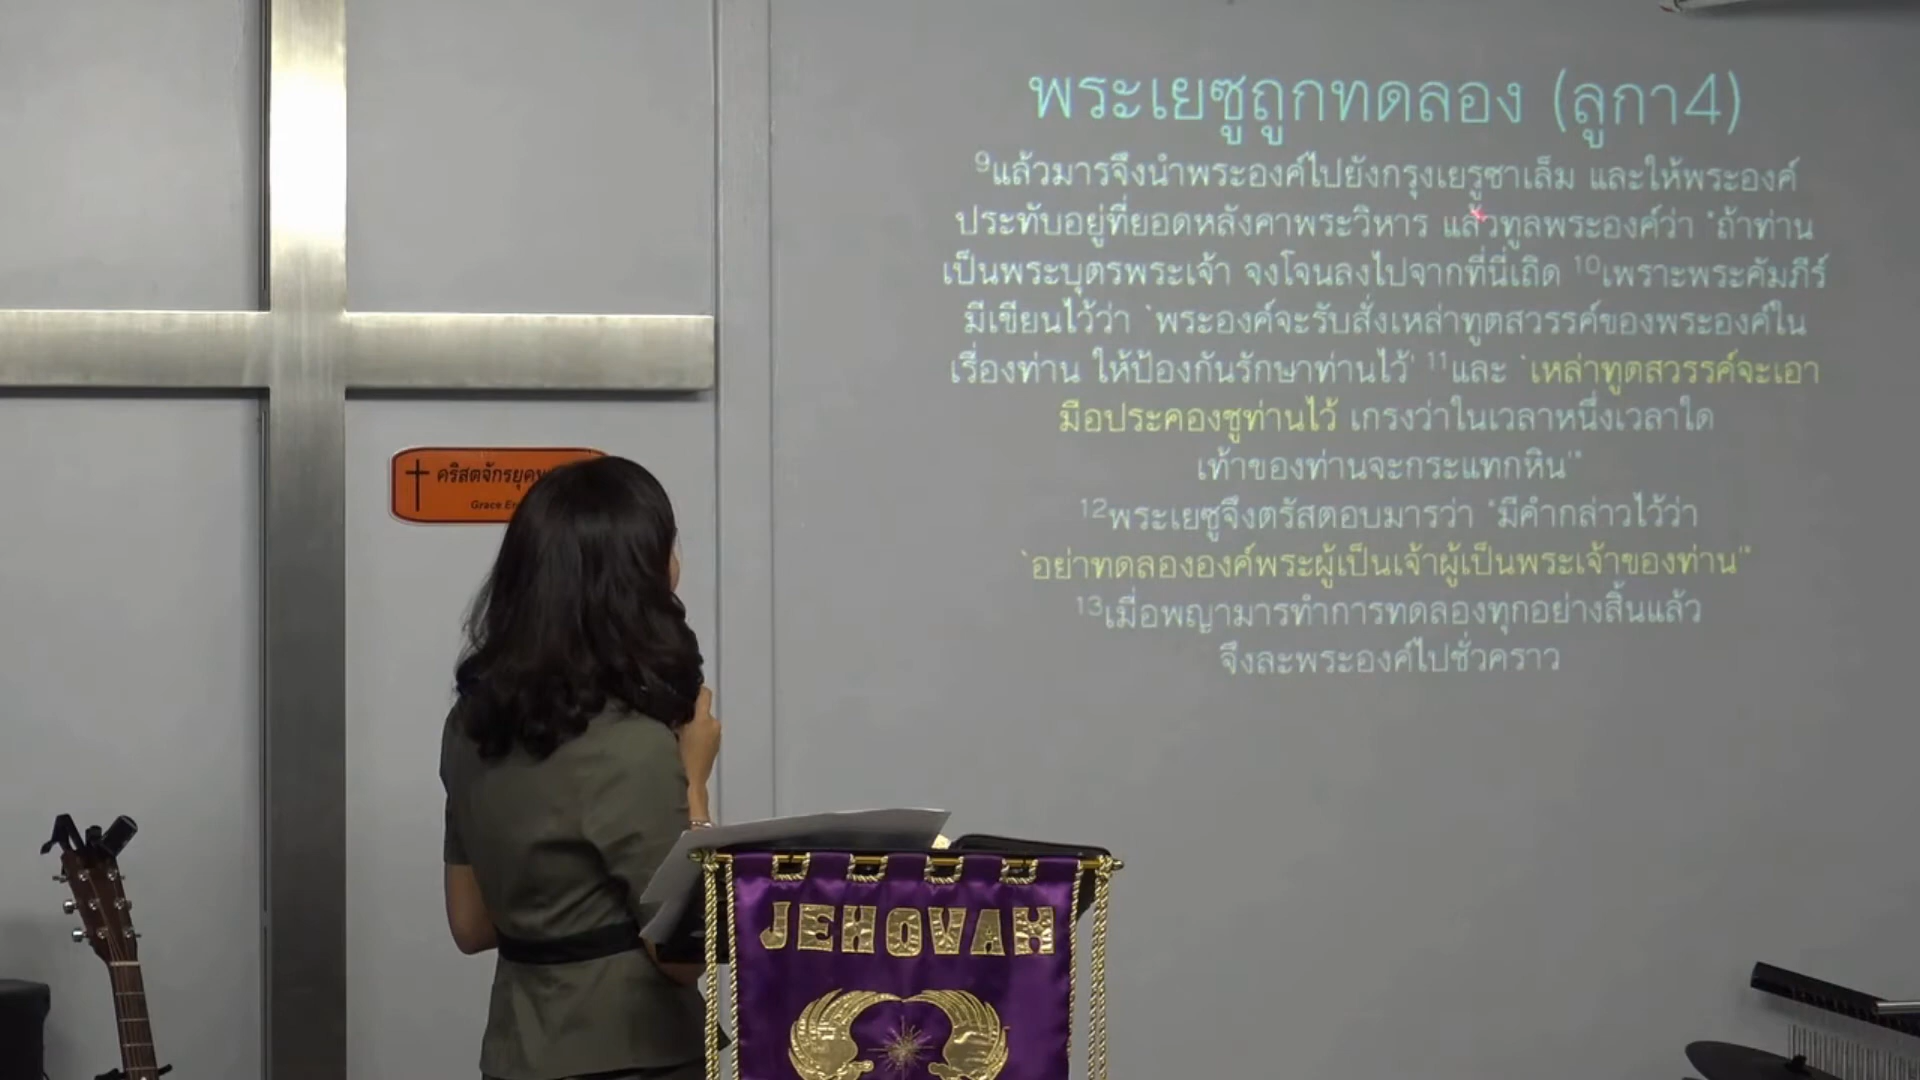 พระเยซูถูกทดลอง (ลูกา4)
9แล้วมารจึงนำพระองค์ไปยังกรุงเยรูซาเล็ม และให้พระองค์
ประทับอยู่ที่ยอดหลังคาพระวิหาร แล้วทูลพระองค์ว่า "ถ้าท่าน
เป็นพระบุตรพระเจ้า จงโจนลงไปจากที่นี่เถิด 10เพราะพระคัมภีร์
มีเขียนไว้ว่า `พระองค์จะรับสั่งเหล่าทูตสวรรค์ของพระองค์ใน
เรื่องท่าน ให้ป้องกันรักษาท่านไว้' 11และ `เหล่าทูตสวรรค์จะเอา
มือประคองชูท่านไว้ เกรงว่าในเวลาหนึ่งเวลาใด
เท้าของท่านจะกระแทกหิน'"
12พระเยซูจึงตรัสตอบมารว่า "มีคำกล่าวไว้ว่า
`อย่าทดลององค์พระผู้เป็นเจ้าผู้เป็นพระเจ้าของท่าน'"
13เมื่อพญามารทำการทดลองทุกอย่างสิ้นแล้ว
จึงละพระองค์ไปชั่วคราว
คริสตจักรยุค
Grace
JEHOVAH